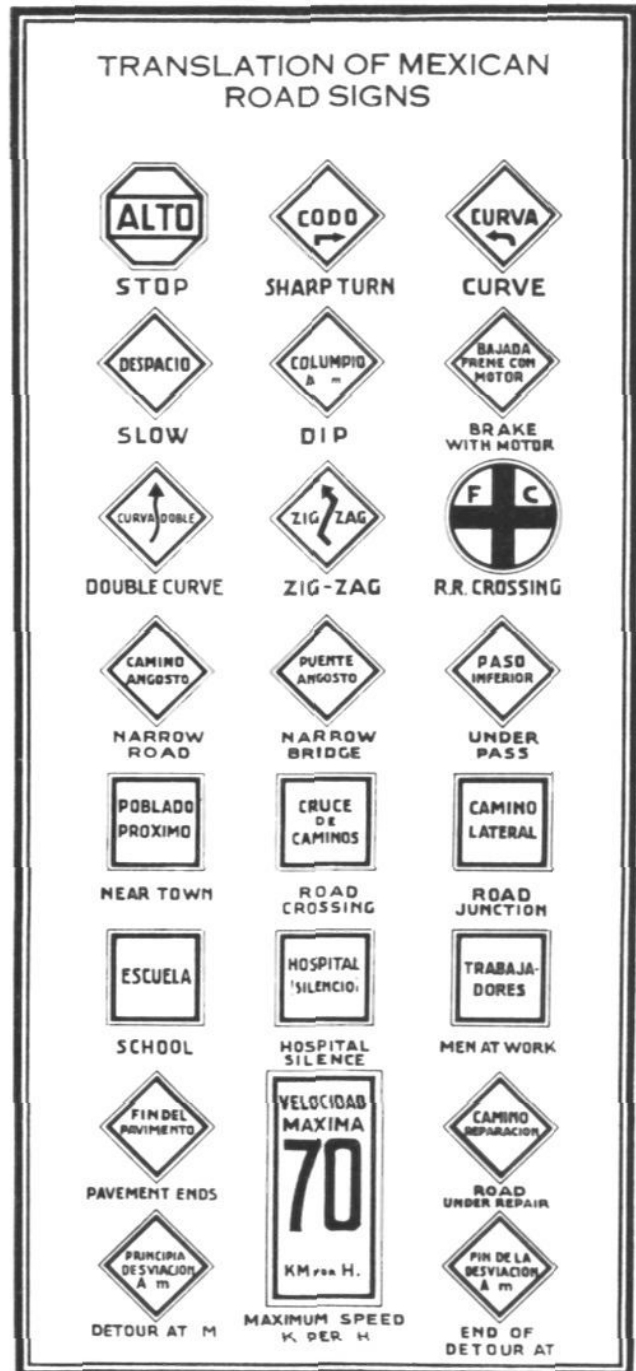 TRANSLATION OF MEXICAN
ROAD SIGNS
ALTO
STOP
CODO
SHARP TURN
CURVA
CURVE
DESPACIO
SLOW
COLUMPIO
A m
DIP
BAJADA
FRENE CON
MOTOR
BRAKE
WITH MOTOR
CURVA DOBLE
DOUBLE CURVE
ZIG ZAG
ZIG-ZAG
F C
R.R. CROSSING
CAMINO
ANGOSTO
NARROW
ROAD
PUENTE
ANGOSTO
NARROW
BRIDGE
PASO
INFERIOR
UNDER
PASS
POBLADO
PROXIMO
NEAR TOWN
CRUCE
DE
CAMINOS
ROAD
CROSSING
CAMINO
LATERAL
ROAD
JUNCTION
ESCUELA
SCHOOL
HOSPITAL
¡SILENCIO!
HOSPITAL
SILENCE
TRABAJA-
DORES
MEN AT WORK
FIN DEL
PAVIMENTO
PAVEMENT ENDS
VELOCIDAD
MAXIMA
70
KM POR H.
MAXIMUM SPEED
K PER H
CAMINO
REPARACION
ROAD
UNDER REPAIR
PRINCIPIA
DESVIACION
A m
DETOUR AT M
FIN DE LA
DESVIACION
A m
END OF
DETOUR AT